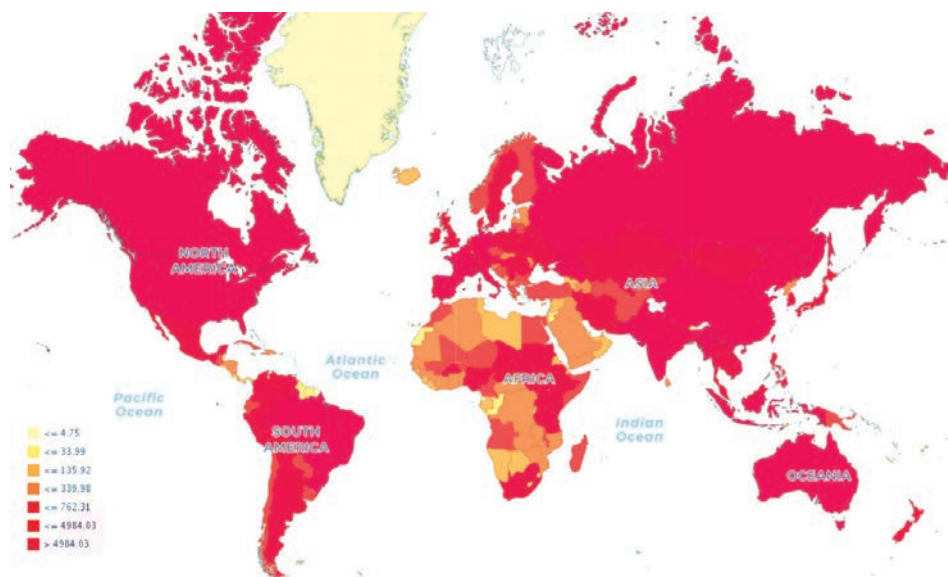 NORTH
AMERICA
ASIA
Atlantic
Ocean
AFRICA
Pacific
Ocean
Indian
Ocean
SOUTH
AMERICA
OCEANIA
<= 4.75
<= 33.99
<= 135.92
<= 339.98
<= 762.31
<= 4984.03
> 4984.03